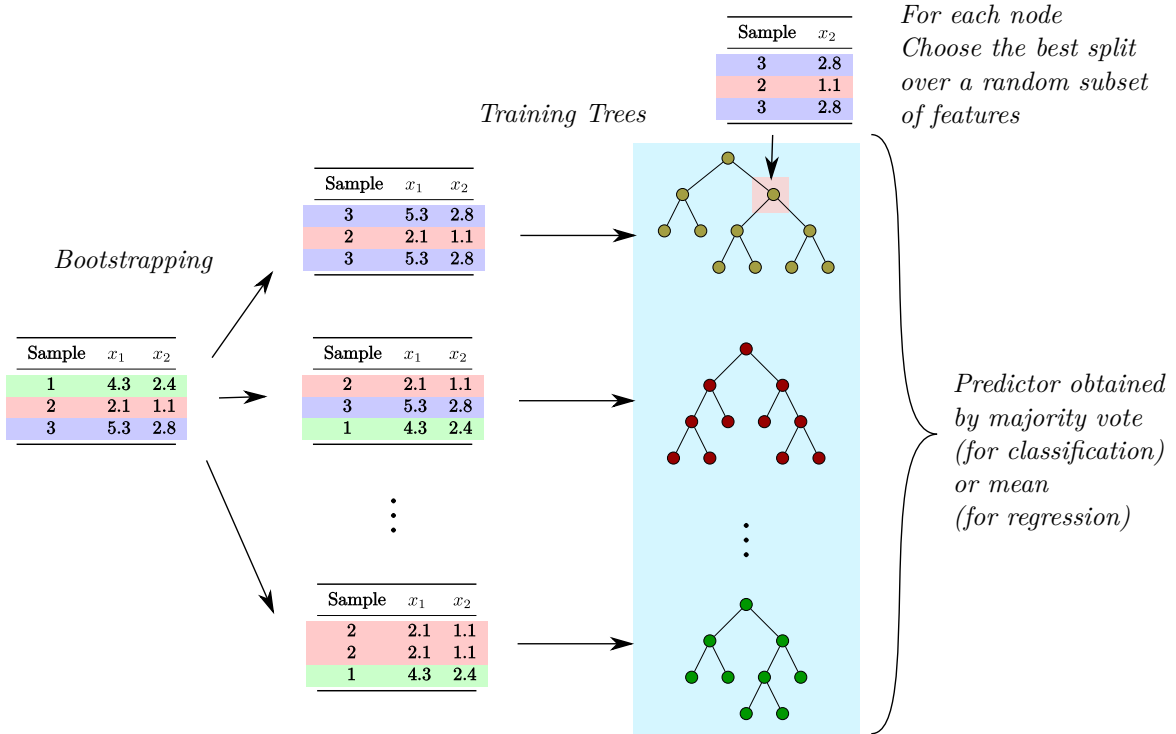 Sample x₂
3 2.8
2 1.1
3 2.8
For each node
Choose the best split
over a random subset
of features
Training Trees
Sample x₁ x₂
3 5.3 2.8
2 2.1 1.1
3 5.3 2.8
Bootstrapping
Sample x₁ x₂
1 4.3 2.4
2 2.1 1.1
3 5.3 2.8
Sample x₁ x₂
2 2.1 1.1
3 5.3 2.8
1 4.3 2.4
Predictor obtained
by majority vote
(for classification)
or mean
(for regression)
Sample x₁ x₂
2 2.1 1.1
2 2.1 1.1
1 4.3 2.4